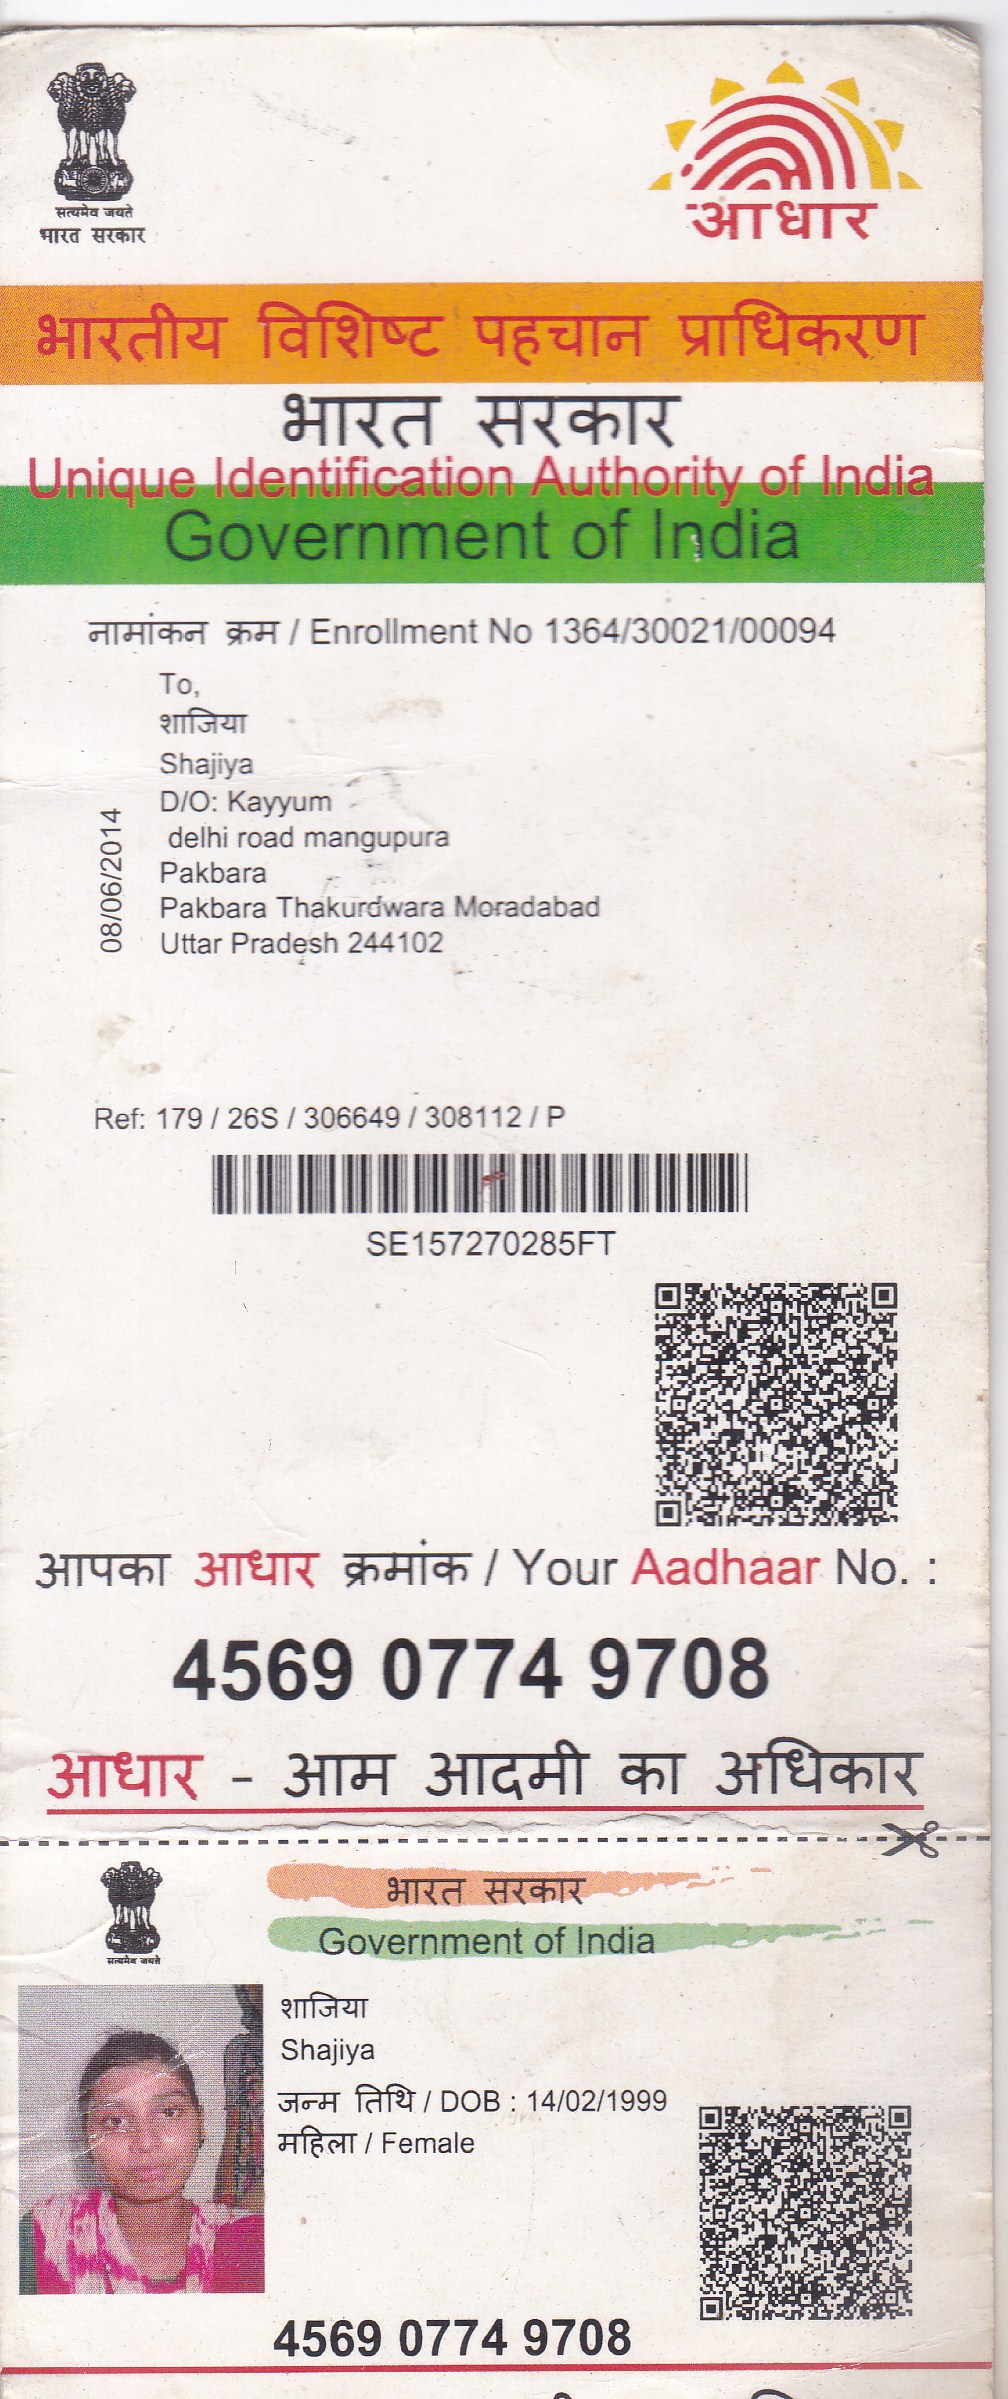 सत्यमेव जयते
भारत सरकार
आधार
भारतीय विशिष्ट पहचान प्राधिकरण
भारत सरकार
Unique Identification Authority of India
Government of India
नामांकन क्रम / Enrollment No 1364/30021/00094
To,
शाजिया
Shajiya
D/O: Kayyum
delhi road mangupura
Pakbara
Pakbara Thakurdwara Moradabad
Uttar Pradesh 244102
08/06/2014
Ref: 179 / 26S / 306649 / 308112 / P
SE157270285FT
आपका आधार क्रमांक / Your Aadhaar No. :
4569 0774 9708
आधार - आम आदमी का अधिकार
भारत सरकार
Government of India
सत्यमेव जयते
शाजिया
Shajiya
जन्म तिथि / DOB : 14/02/1999
महिला / Female
4569 0774 9708